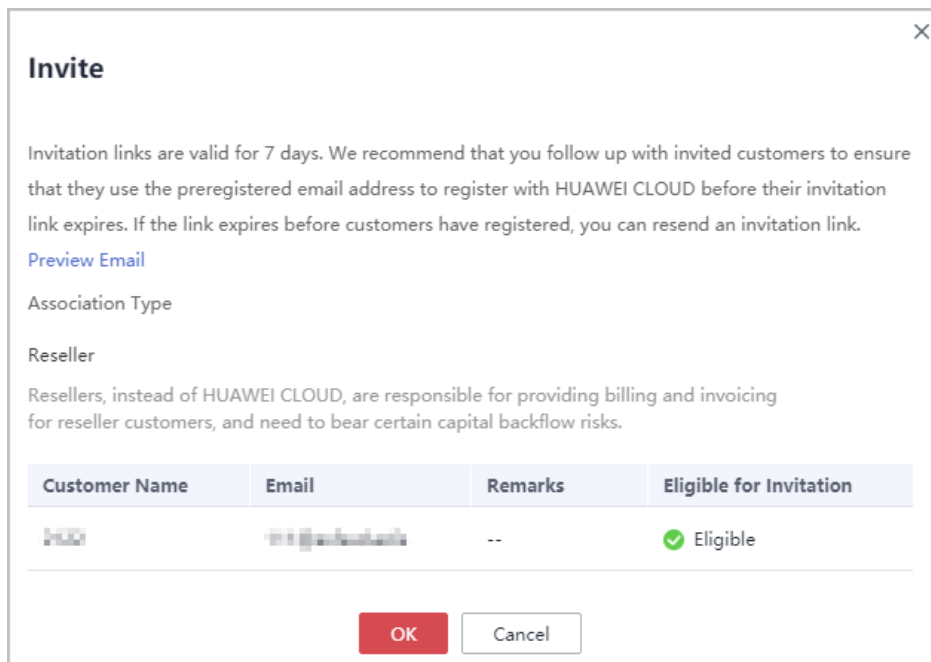 Invite
Invitation links are valid for 7 days. We recommend that you follow up with invited customers to ensure
that they use the preregistered email address to register with HUAWEI CLOUD before their invitation
link expires. If the link expires before customers have registered, you can resend an invitation link.
Preview Email
Association Type
Reseller
Resellers, instead of HUAWEI CLOUD, are responsible for providing billing and invoicing
for reseller customers, and need to bear certain capital backflow risks.
Customer Name Email Remarks Eligible for Invitation
-- Eligible
OK Cancel